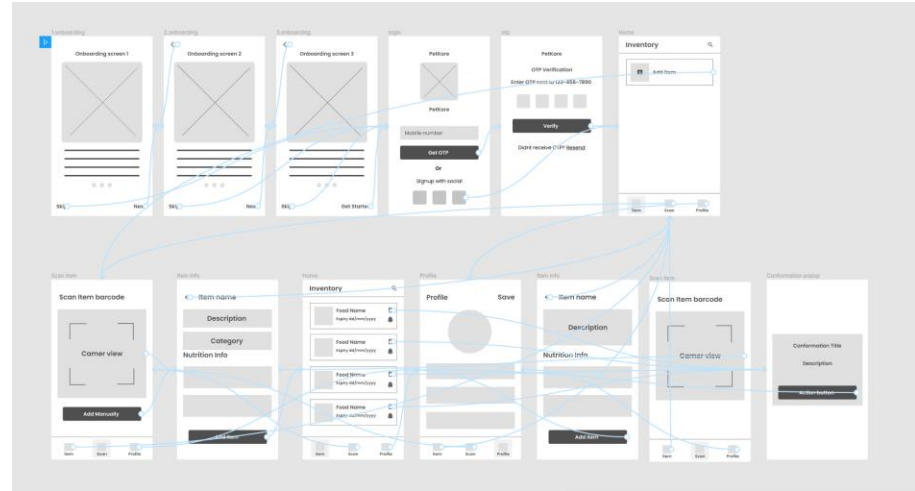 1.onboarding
Onboarding screen 1
Skip
Next
2.onboarding
Onboarding screen 2
Skip
Next
3.onboarding
Onboarding screen 3
Skip
Get Started
login
PetKare
PetKare
Mobile number
Get OTP
Or
Signup with social
otp
PetKare
OTP Verification
Enter OTP sent to 123-456-7890
Verify
Didnt receive OTP? Resend
Home
Inventory
Add Item
Item
Scan
Profile
Scan item
Scan Item barcode
Camer view
Add Manually
Item
Scan
Profile
Item Info
Item name
Description
Category
Nutrition Info
Add Item
Home
Inventory
Food Name
Expiry dd/mm/yyyy
Food Name
Expiry dd/mm/yyyy
Food Name
Expiry dd/mm/yyyy
Food Name
Expiry dd/mm/yyyy
Item
Scan
Profile
Profile
Profile
Save
Item
Scan
Profile
Item Info
Item name
Description
Nutrition Info
Add Item
Scan item
Scan Item barcode
Camer view
Item
Scan
Profile
Conformation popup
Conformation Title
Description
Action button